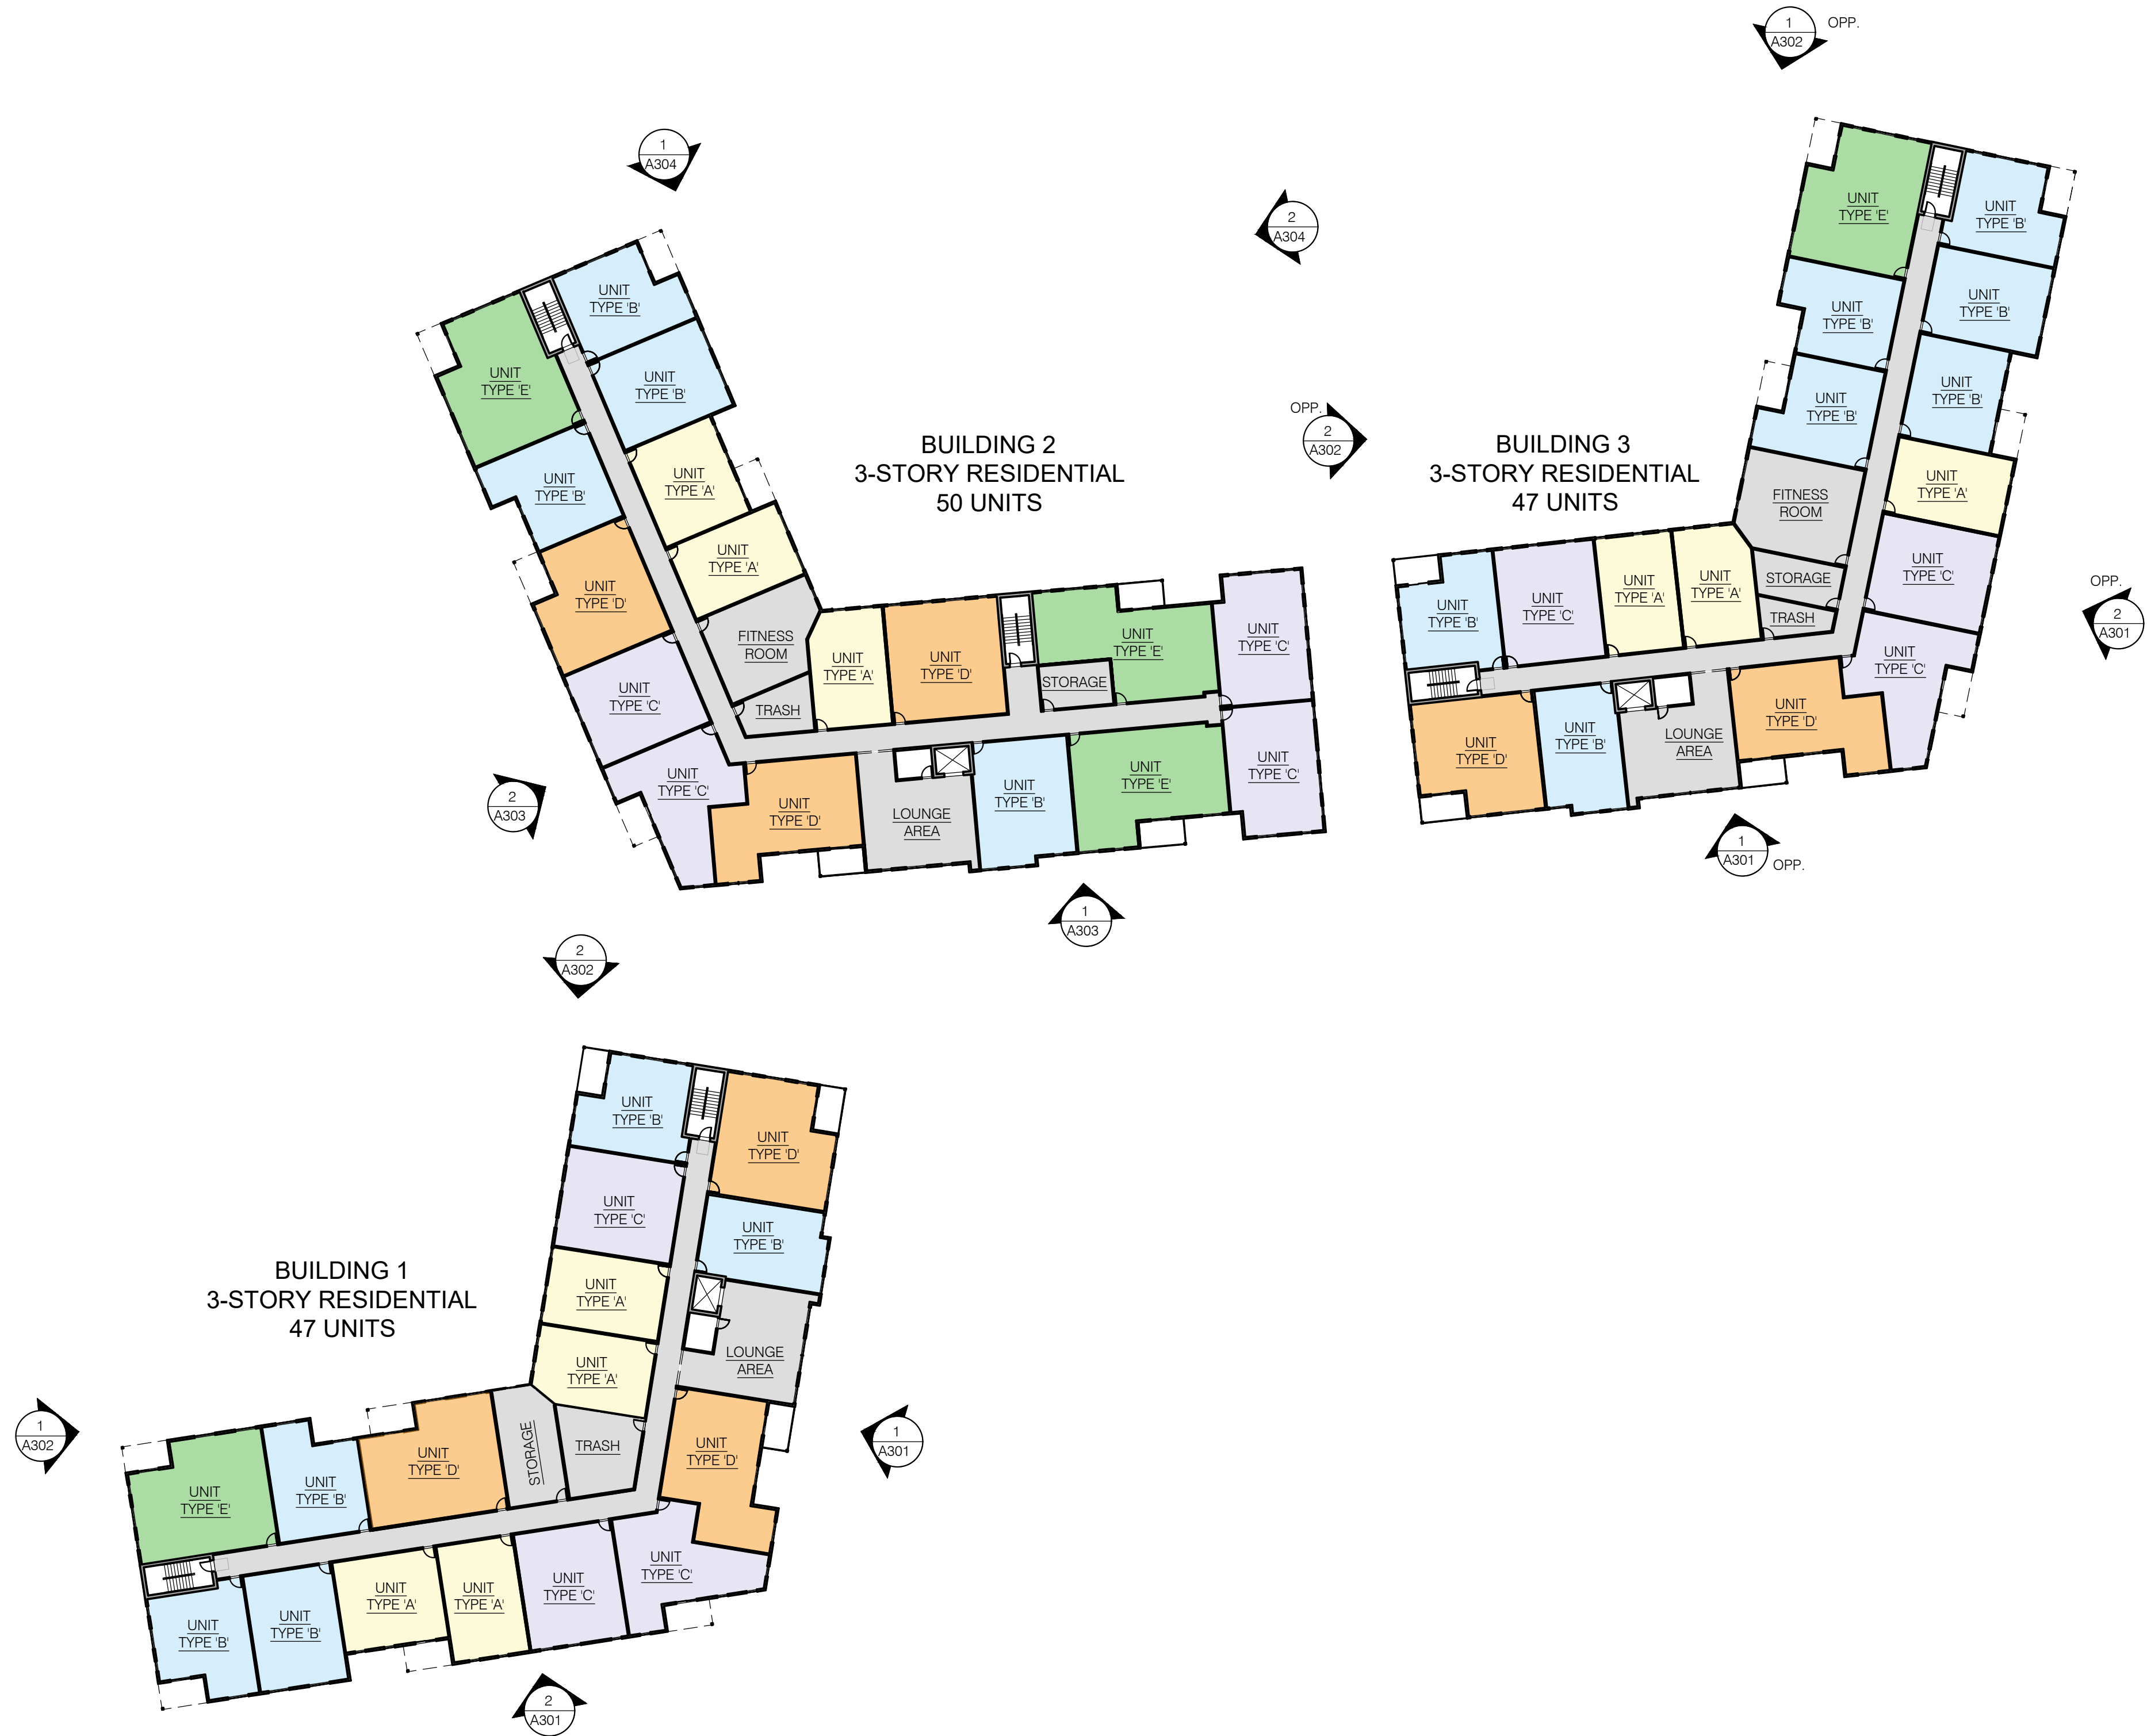 1
A302
OPP.
1
A304
2
A304
OPP.
2
A302
BUILDING 2
3-STORY RESIDENTIAL
50 UNITS
UNIT
TYPE 'B'
UNIT
TYPE 'E'
UNIT
TYPE 'B'
UNIT
TYPE 'B'
UNIT
TYPE 'A'
UNIT
TYPE 'A'
UNIT
TYPE 'D'
FITNESS
ROOM
UNIT
TYPE 'C'
TRASH
UNIT
TYPE 'A'
UNIT
TYPE 'D'
STORAGE
UNIT
TYPE 'E'
UNIT
TYPE 'C'
UNIT
TYPE 'C'
UNIT
TYPE 'D'
LOUNGE
AREA
UNIT
TYPE 'B'
UNIT
TYPE 'E'
UNIT
TYPE 'C'
2
A303
1
A303
BUILDING 3
3-STORY RESIDENTIAL
47 UNITS
UNIT
TYPE 'E'
UNIT
TYPE 'B'
UNIT
TYPE 'B'
UNIT
TYPE 'B'
UNIT
TYPE 'B'
UNIT
TYPE 'B'
FITNESS
ROOM
UNIT
TYPE 'A'
STORAGE
UNIT
TYPE 'C'
TRASH
UNIT
TYPE 'B'
UNIT
TYPE 'C'
UNIT
TYPE 'A'
UNIT
TYPE 'A'
UNIT
TYPE 'C'
UNIT
TYPE 'D'
UNIT
TYPE 'B'
LOUNGE
AREA
UNIT
TYPE 'D'
OPP.
2
A301
1
A301
OPP.
2
A302
BUILDING 1
3-STORY RESIDENTIAL
47 UNITS
UNIT
TYPE 'B'
UNIT
TYPE 'D'
UNIT
TYPE 'C'
UNIT
TYPE 'B'
UNIT
TYPE 'A'
UNIT
TYPE 'A'
LOUNGE
AREA
UNIT
TYPE 'E'
UNIT
TYPE 'B'
UNIT
TYPE 'D'
STORAGE
TRASH
UNIT
TYPE 'D'
UNIT
TYPE 'B'
UNIT
TYPE 'B'
UNIT
TYPE 'A'
UNIT
TYPE 'A'
UNIT
TYPE 'C'
UNIT
TYPE 'C'
1
A302
1
A301
2
A301